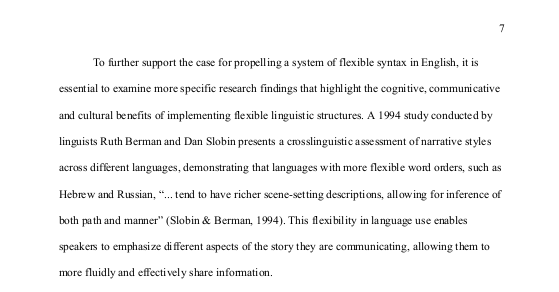 7
To further support the case for propelling a system of flexible syntax in English, it is
essential to examine more specific research findings that highlight the cognitive, communicative
and cultural benefits of implementing flexible linguistic structures. A 1994 study conducted by
linguists Ruth Berman and Dan Slobin presents a crosslinguistic assessment of narrative styles
across different languages, demonstrating that languages with more flexible word orders, such as
Hebrew and Russian, “... tend to have richer scene-setting descriptions, allowing for inference of
both path and manner” (Slobin & Berman, 1994). This flexibility in language use enables
speakers to emphasize different aspects of the story they are communicating, allowing them to
more fluidly and effectively share information.